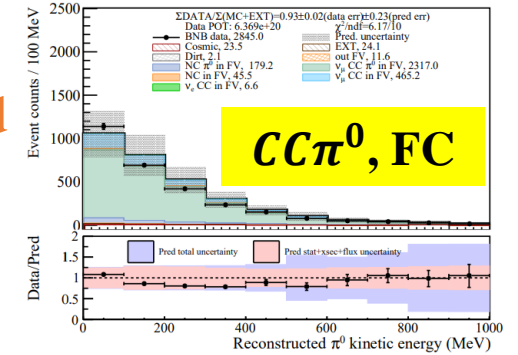 ΣDATA/Σ(MC+EXT)=0.93±0.02(data err)±0.23(pred err)
Data POT: 6.369e+20 χ²/ndf=6.17/10
BNB data, 2845.0 Pred. uncertainty
Cosmic, 23.5 EXT, 24.1
Dirt, 2.1 out FV, 11.6
NC π⁰ in FV, 179.2 νμ CC π⁰ in FV, 2317.0
NC in FV, 45.5 νμ CC in FV, 465.2
νe CC in FV, 6.6
Event counts / 100 MeV
2500
2000
1500
1000
500
0
CCπ⁰, FC
Data/Pred
2
1.5
1
0.5
0
Pred total uncertainty Pred stat+xsec+flux uncertainty
0 200 400 600 800 1000
Reconstructed π⁰ kinetic energy (MeV)